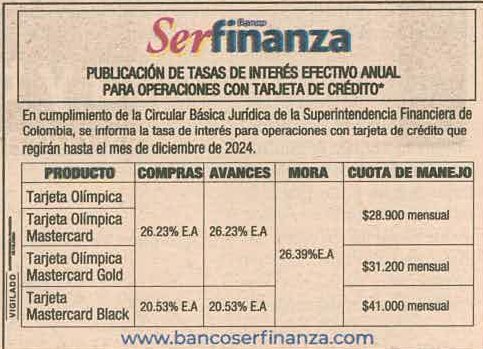 Banco
Serfinanza
PUBLICACIÓN DE TASAS DE INTERÉS EFECTIVO ANUAL
PARA OPERACIONES CON TARJETA DE CRÉDITO*
En cumplimiento de la Circular Básica Jurídica de la Superintendencia Financiera de
Colombia, se informa la tasa de interés para operaciones con tarjeta de crédito que
regirán hasta el mes de diciembre de 2024.
PRODUCTO COMPRAS AVANCES MORA CUOTA DE MANEJO
Tarjeta Olímpica
Tarjeta Olímpica
Mastercard
26.23% E.A 26.23% E.A
$28.900 mensual
Tarjeta Olímpica
Mastercard Gold
26.39%E.A
$31.200 mensual
Tarjeta
Mastercard Black
20.53% E.A 20.53% E.A
$41.000 mensual
VIGILADO
www.bancoserfinanza.com